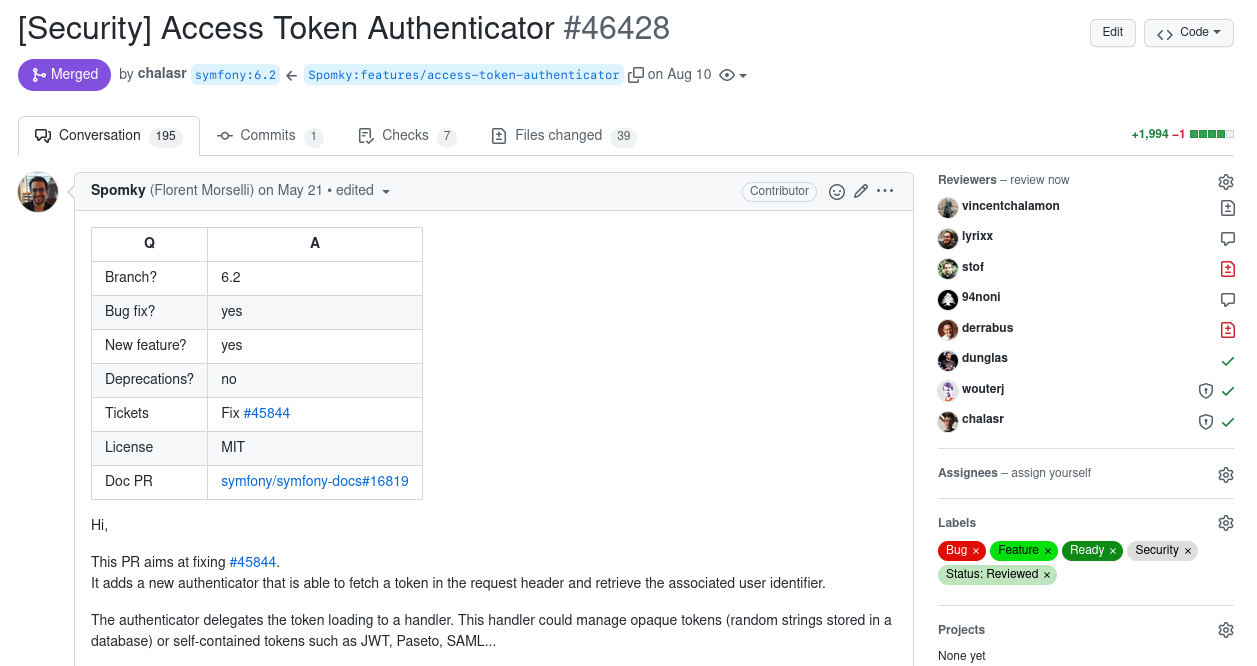 [Security] Access Token Authenticator #46428
Edit
Code
Merged by chalasr symfony:6.2 ← Spomky:features/access-token-authenticator on Aug 10
Conversation 195
Commits 1
Checks 7
Files changed 39
+1,994 −1
Spomky (Florent Morselli) on May 21 • edited
Contributor
Q A
Branch? 6.2
Bug fix? yes
New feature? yes
Deprecations? no
Tickets Fix #45844
License MIT
Doc PR symfony/symfony-docs#16819
Hi,
This PR aims at fixing #45844.
It adds a new authenticator that is able to fetch a token in the request header and retrieve the associated user identifier.
The authenticator delegates the token loading to a handler. This handler could manage opaque tokens (random strings stored in a
database) or self-contained tokens such as JWT, Paseto, SAML...
Reviewers – review now
vincentchalamon
lyrixx
stof
94noni
derrabus
dunglas
wouterj
chalasr
Assignees – assign yourself
Labels
Bug × Feature × Ready × Security ×
Status: Reviewed ×
Projects
None yet